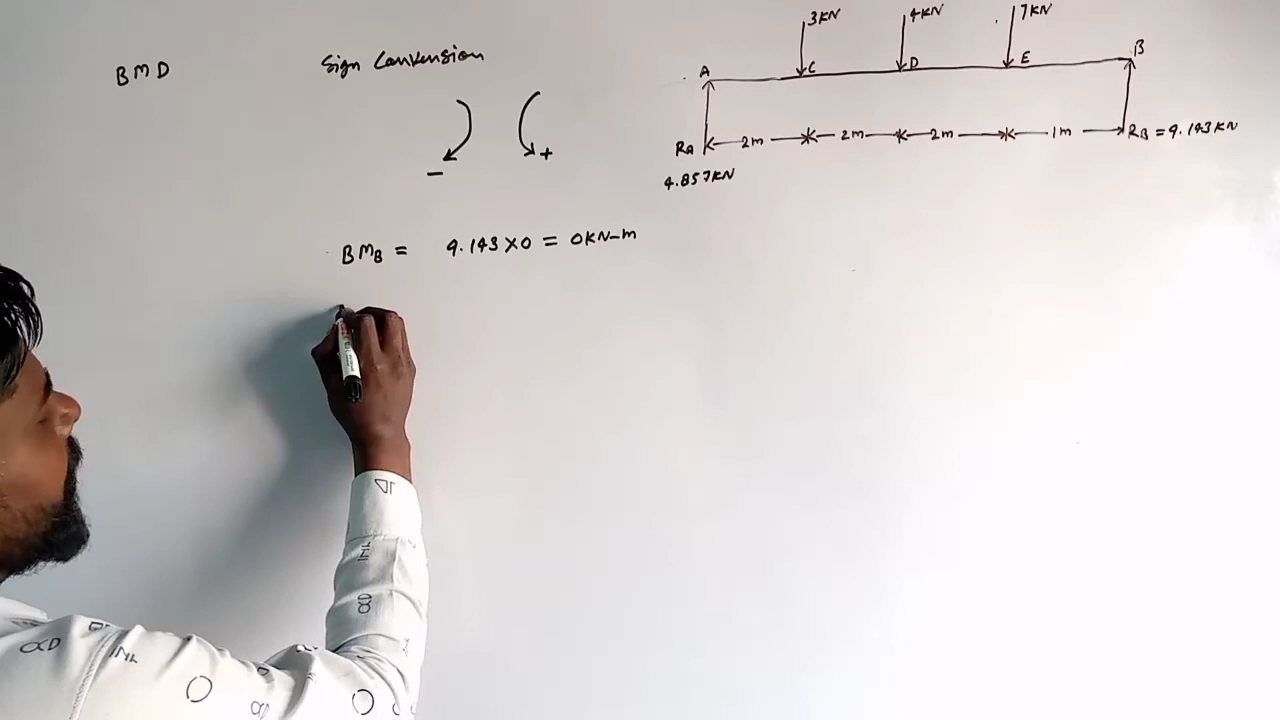 BMD
Sign Convension
-
+
BMB = 9.143 X 0 = 0KN-m
3KN 4KN 7KN
A C D E B
RA 2m 2m 2m 1m RB = 9.143KN
4.857KN